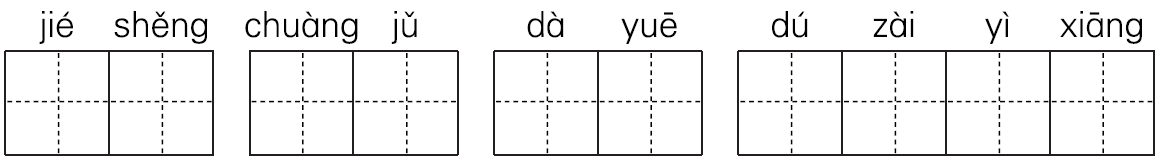 jié shěng chuàng jǔ dà yuē dú zài yì xiāng